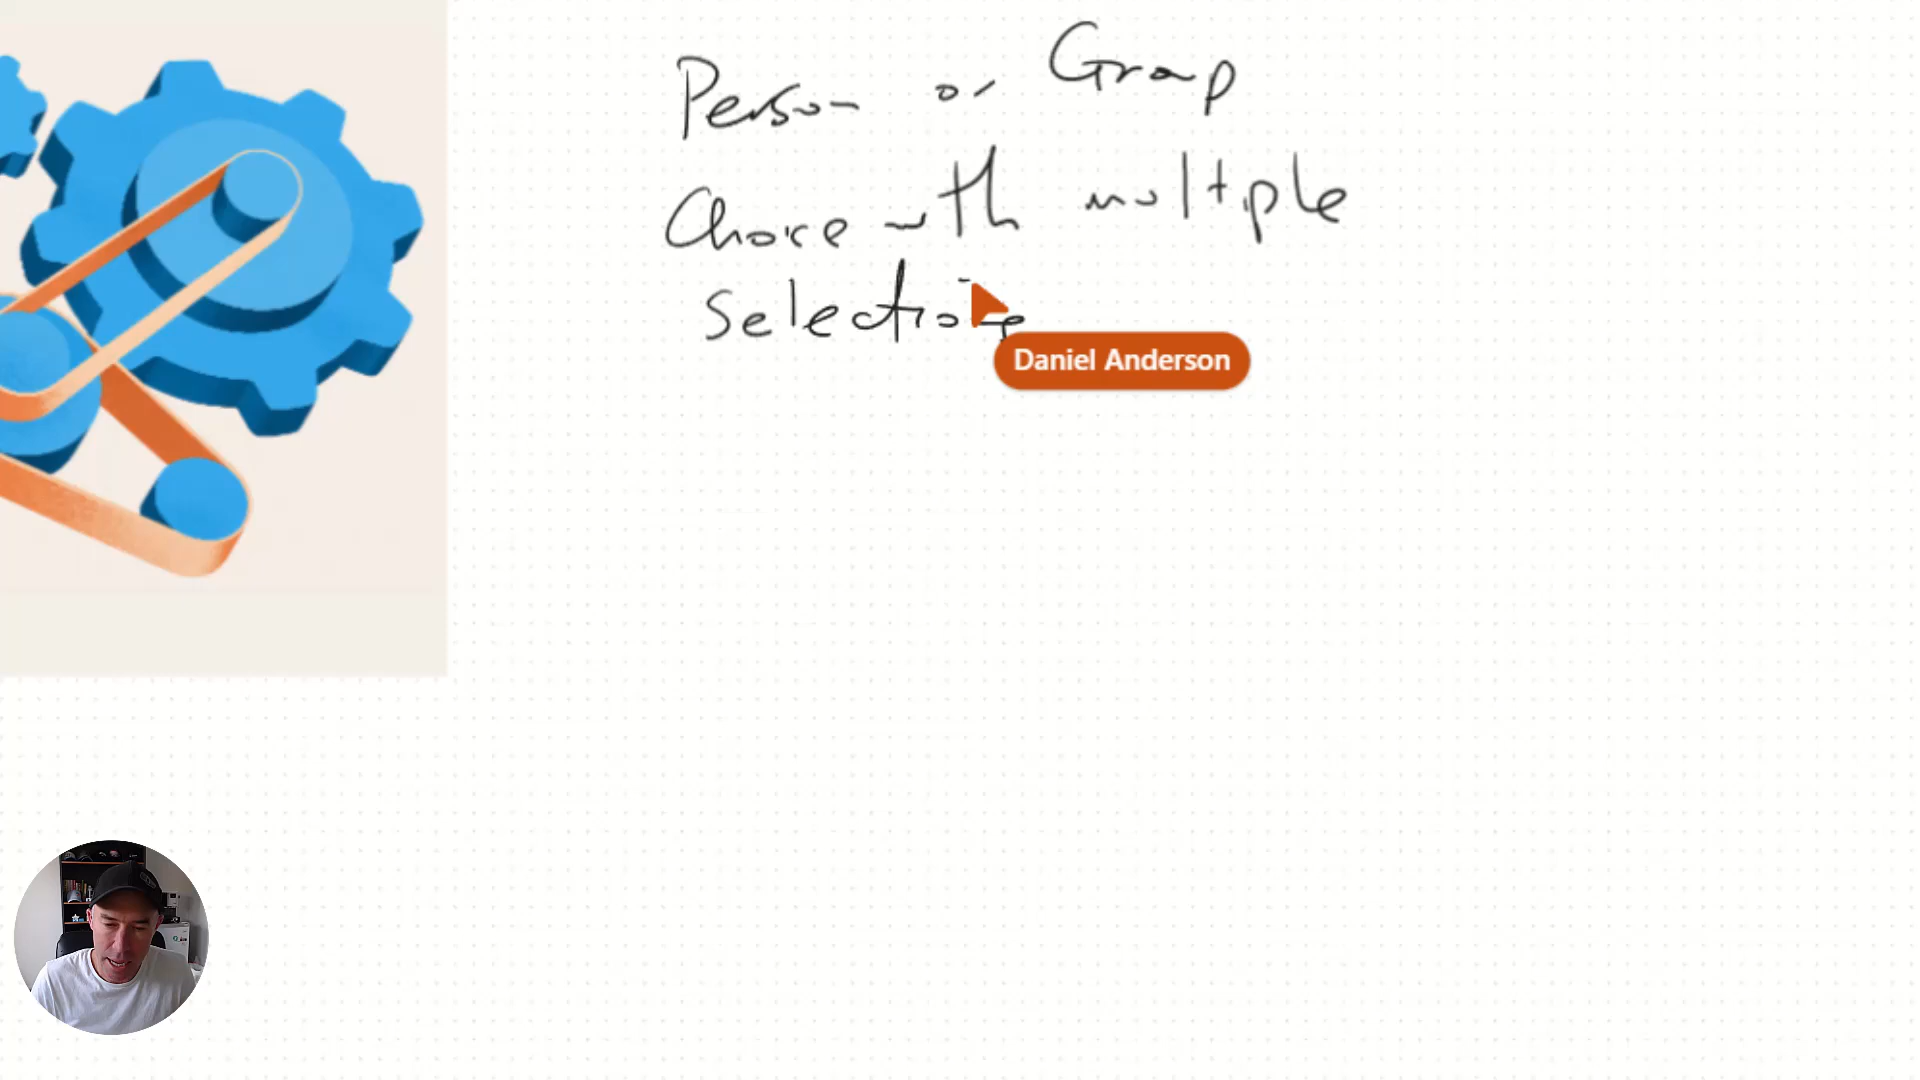 Person or Group
Choice with multiple
Selections
Daniel Anderson